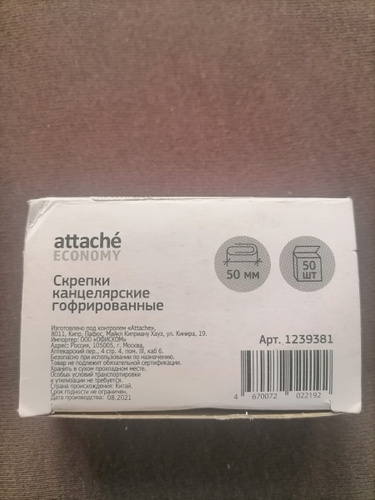 attaché
ECONOMY
50 мм
50
ШТ
Скрепки
канцелярские
гофрированные
Изготовлено под контролем «Attache»,
8011, Кипр, Пафос, Майкл Киприану Хауз, ул. Кинира, 19.
Импортер: ООО «ОФИСКОМ»
Адрес: Россия, 105005, г. Москва,
Аптекарский пер., 4 стр. 4, пом. III, каб 6.
Безопасно при использовании по назначению.
Товар не подлежит обязательной сертификации.
Хранить в сухом прохладном месте.
Особых условий транспортировки
и утилизации не требуется.
Страна происхождения: Китай.
Срок годности не ограничен.
Дата производства: 08.2021
Арт. 1239381
4 670072 022192